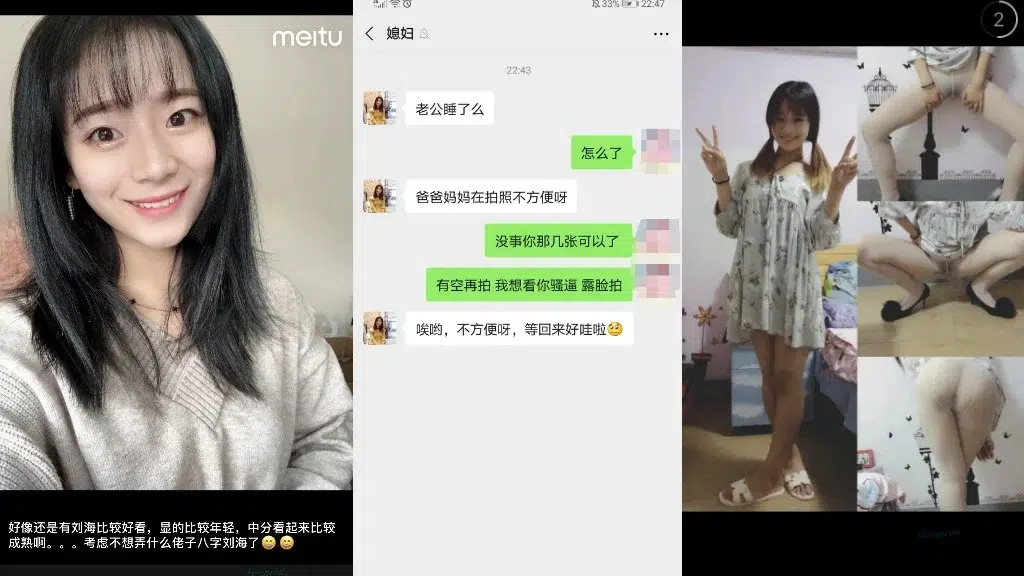 meitu
好像还是有刘海比较好看，显的比较年轻，中分看起来比较
成熟啊。。。考虑不想弄什么佬子八字刘海了😄😄
33%
22:47
媳妇
22:43
老公睡了么
怎么了
爸爸妈妈在拍照不方便呀
没事你那几张可以了
有空再拍 我想看你骚逼 露脸拍
唉哟，不方便呀，等回来好哇啦🥺
2